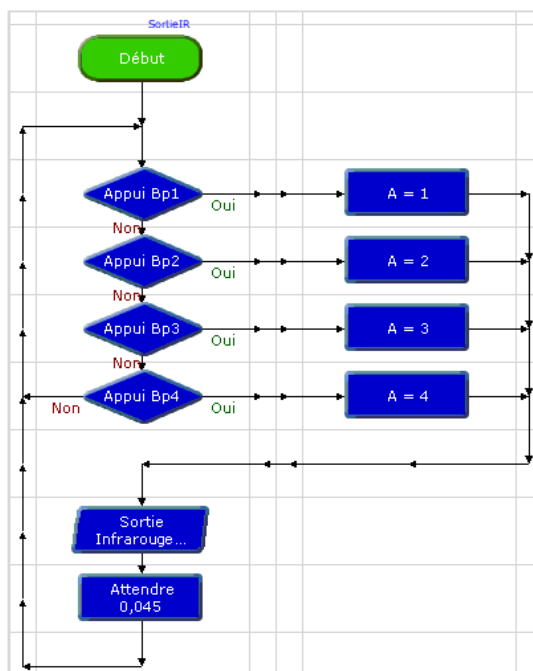 SortieIR
Début
Appui Bp1
Oui
A = 1
Non
Appui Bp2
Oui
A = 2
Non
Appui Bp3
Oui
A = 3
Non
Appui Bp4
Oui
A = 4
Non
Sortie
Infrarouge...
Attendre
0,045